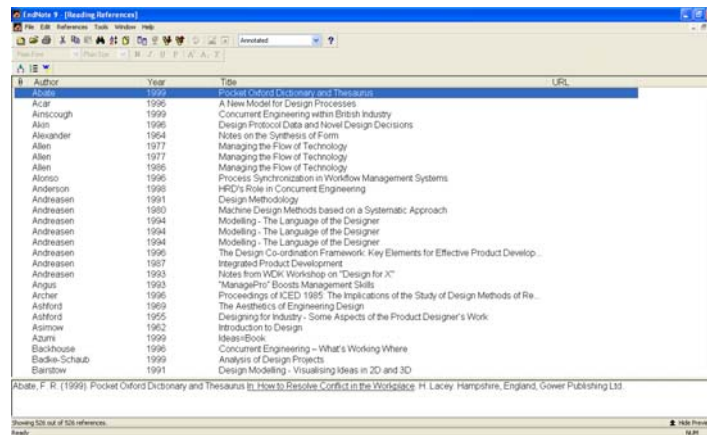 EndNote 9 - [Reading References]
File Edit References Tools Window Help
Annotated
Plain Font Plain Size B I U P A¹ A₁ Σ
Author Year Title URL
Abate 1999 Pocket Oxford Dictionary and Thesaurus
Acar 1996 A New Model for Design Processes
Ainscough 1999 Concurrent Engineering within British Industry
Akin 1996 Design Protocol Data and Novel Design Decisions
Alexander 1964 Notes on the Synthesis of Form
Allen 1977 Managing the Flow of Technology
Allen 1977 Managing the Flow of Technology
Allen 1986 Managing the Flow of Technology
Alonso 1996 Process Synchronization in Workflow Management Systems
Anderson 1998 HRD's Role in Concurrent Engineering
Andreasen 1991 Design Methodology
Andreasen 1980 Machine Design Methods based on a Systematic Approach
Andreasen 1994 Modelling - The Language of the Designer
Andreasen 1994 Modelling - The Language of the Designer
Andreasen 1994 Modelling - The Language of the Designer
Andreasen 1996 The Design Co-ordination Framework: Key Elements for Effective Product Develop...
Andreasen 1987 Integrated Product Development
Andreasen 1993 Notes from WDK Workshop on "Design for X"
Angus 1993 "ManagePro" Boosts Management Skills
Archer 1996 Proceedings of ICED 1985: The Implications of the Study of Design Methods of Re...
Ashford 1969 The Aesthetics of Engineering Design
Ashford 1955 Designing for Industry - Some Aspects of the Product Designer's Work
Asimow 1962 Introduction to Design
Azumi 1999 Ideas=Book
Backhouse 1996 Concurrent Engineering – What's Working Where
Badke-Schaub 1999 Analysis of Design Projects
Bairstow 1991 Design Modelling - Visualising Ideas in 2D and 3D
Abate, F. R. (1999). Pocket Oxford Dictionary and Thesaurus In: How to Resolve Conflict in the Workplace. H. Lacey. Hampshire, England, Gower Publishing Ltd.
Showing 526 out of 526 references. Hide Previ
Ready NUM